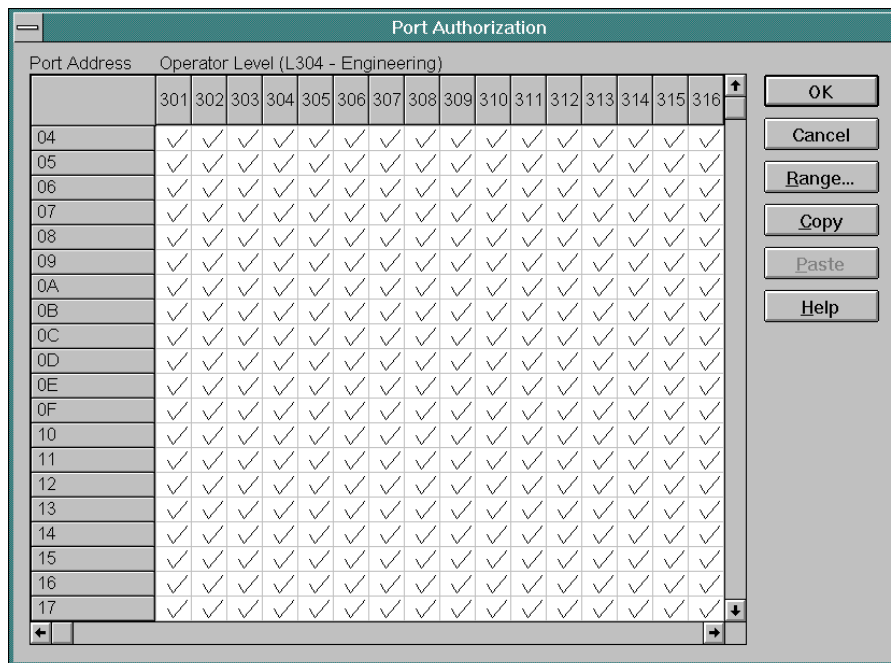 Port Authorization
Port Address Operator Level (L304 - Engineering)
301 302 303 304 305 306 307 308 309 310 311 312 313 314 315 316
04
05
06
07
08
09
0A
0B
0C
0D
0E
0F
10
11
12
13
14
15
16
17
OK
Cancel
Range...
Copy
Paste
Help